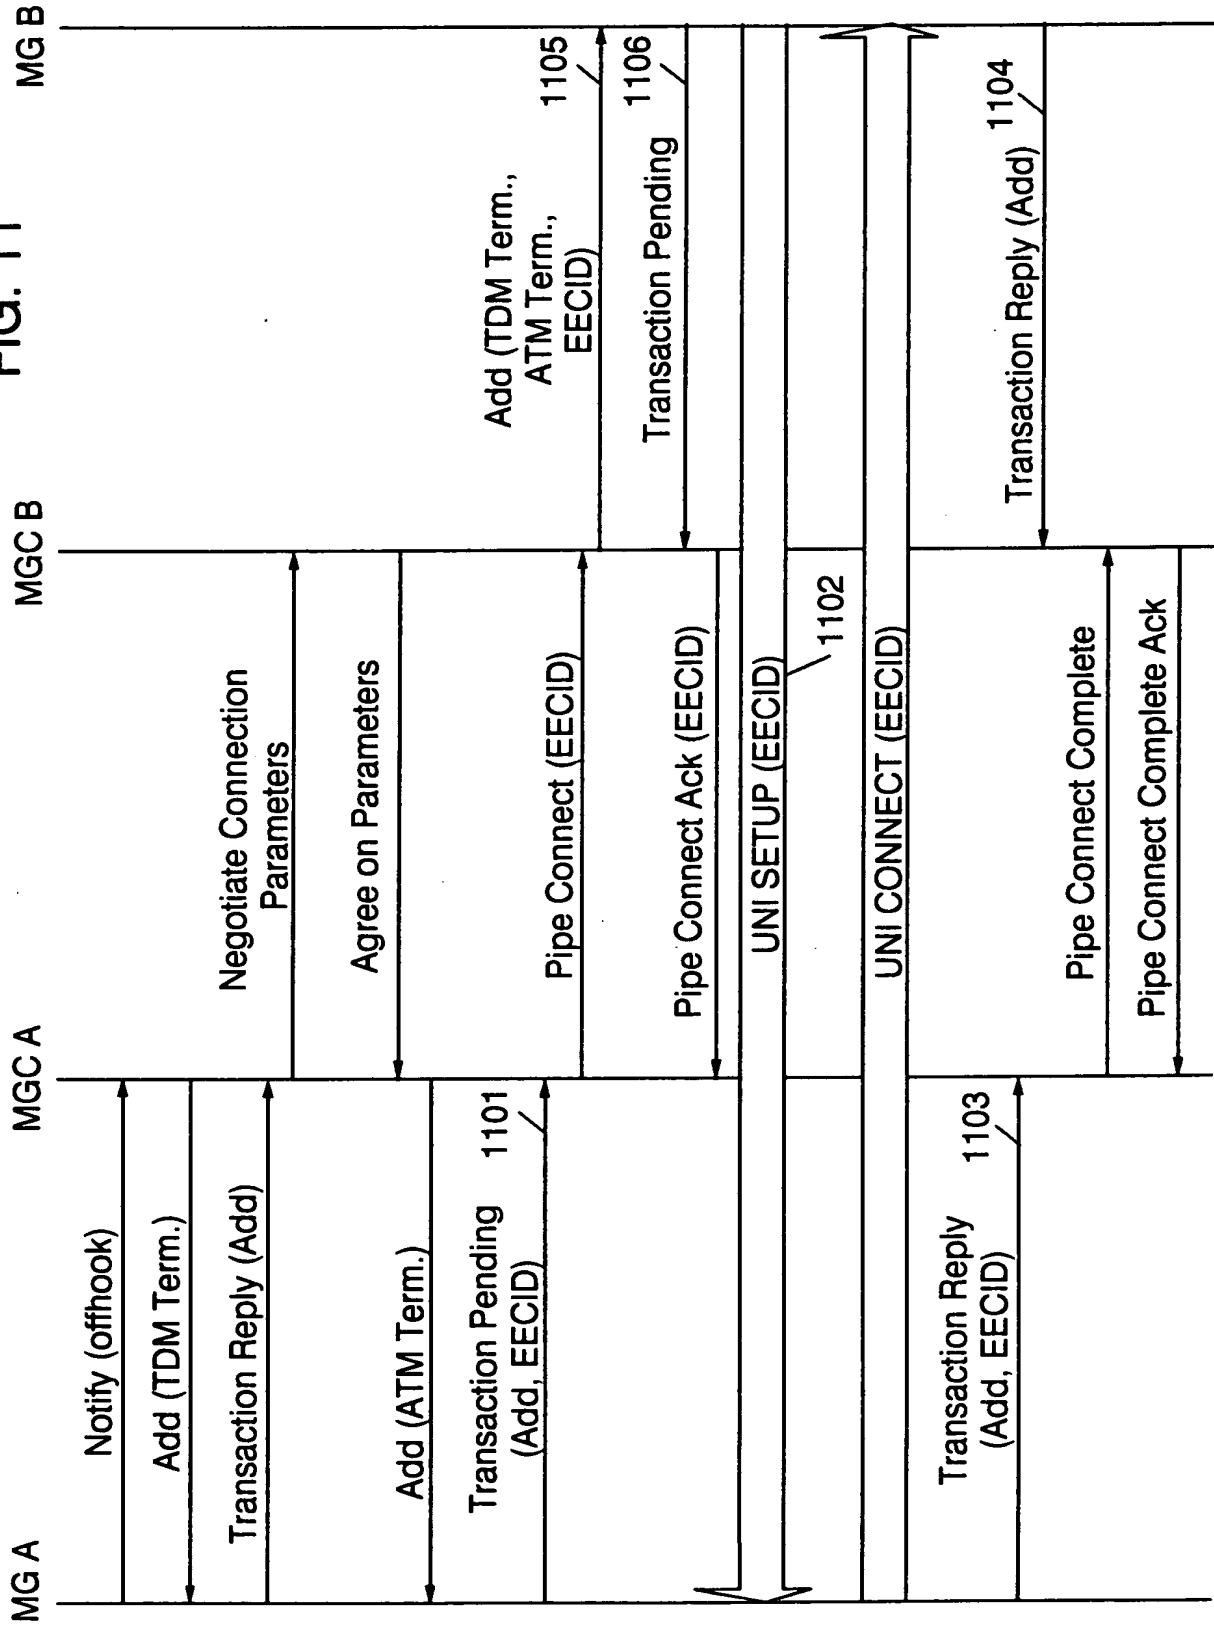 FIG. 11
MG A
MGC A
MGC B
MG B
Notify (offhook)
Add (TDM Term.)
Transaction Reply (Add)
Negotiate Connection
Parameters
Agree on Parameters
Add (ATM Term.)
Transaction Pending
(Add, EECID)
1101
Pipe Connect (EECID)
Add (TDM Term.,
ATM Term.,
EECID)
1105
Transaction Pending
1106
Pipe Connect Ack (EECID)
UNI SETUP (EECID)
1102
UNI CONNECT (EECID)
Transaction Reply
(Add, EECID)
1103
Transaction Reply (Add)
1104
Pipe Connect Complete
Pipe Connect Complete Ack